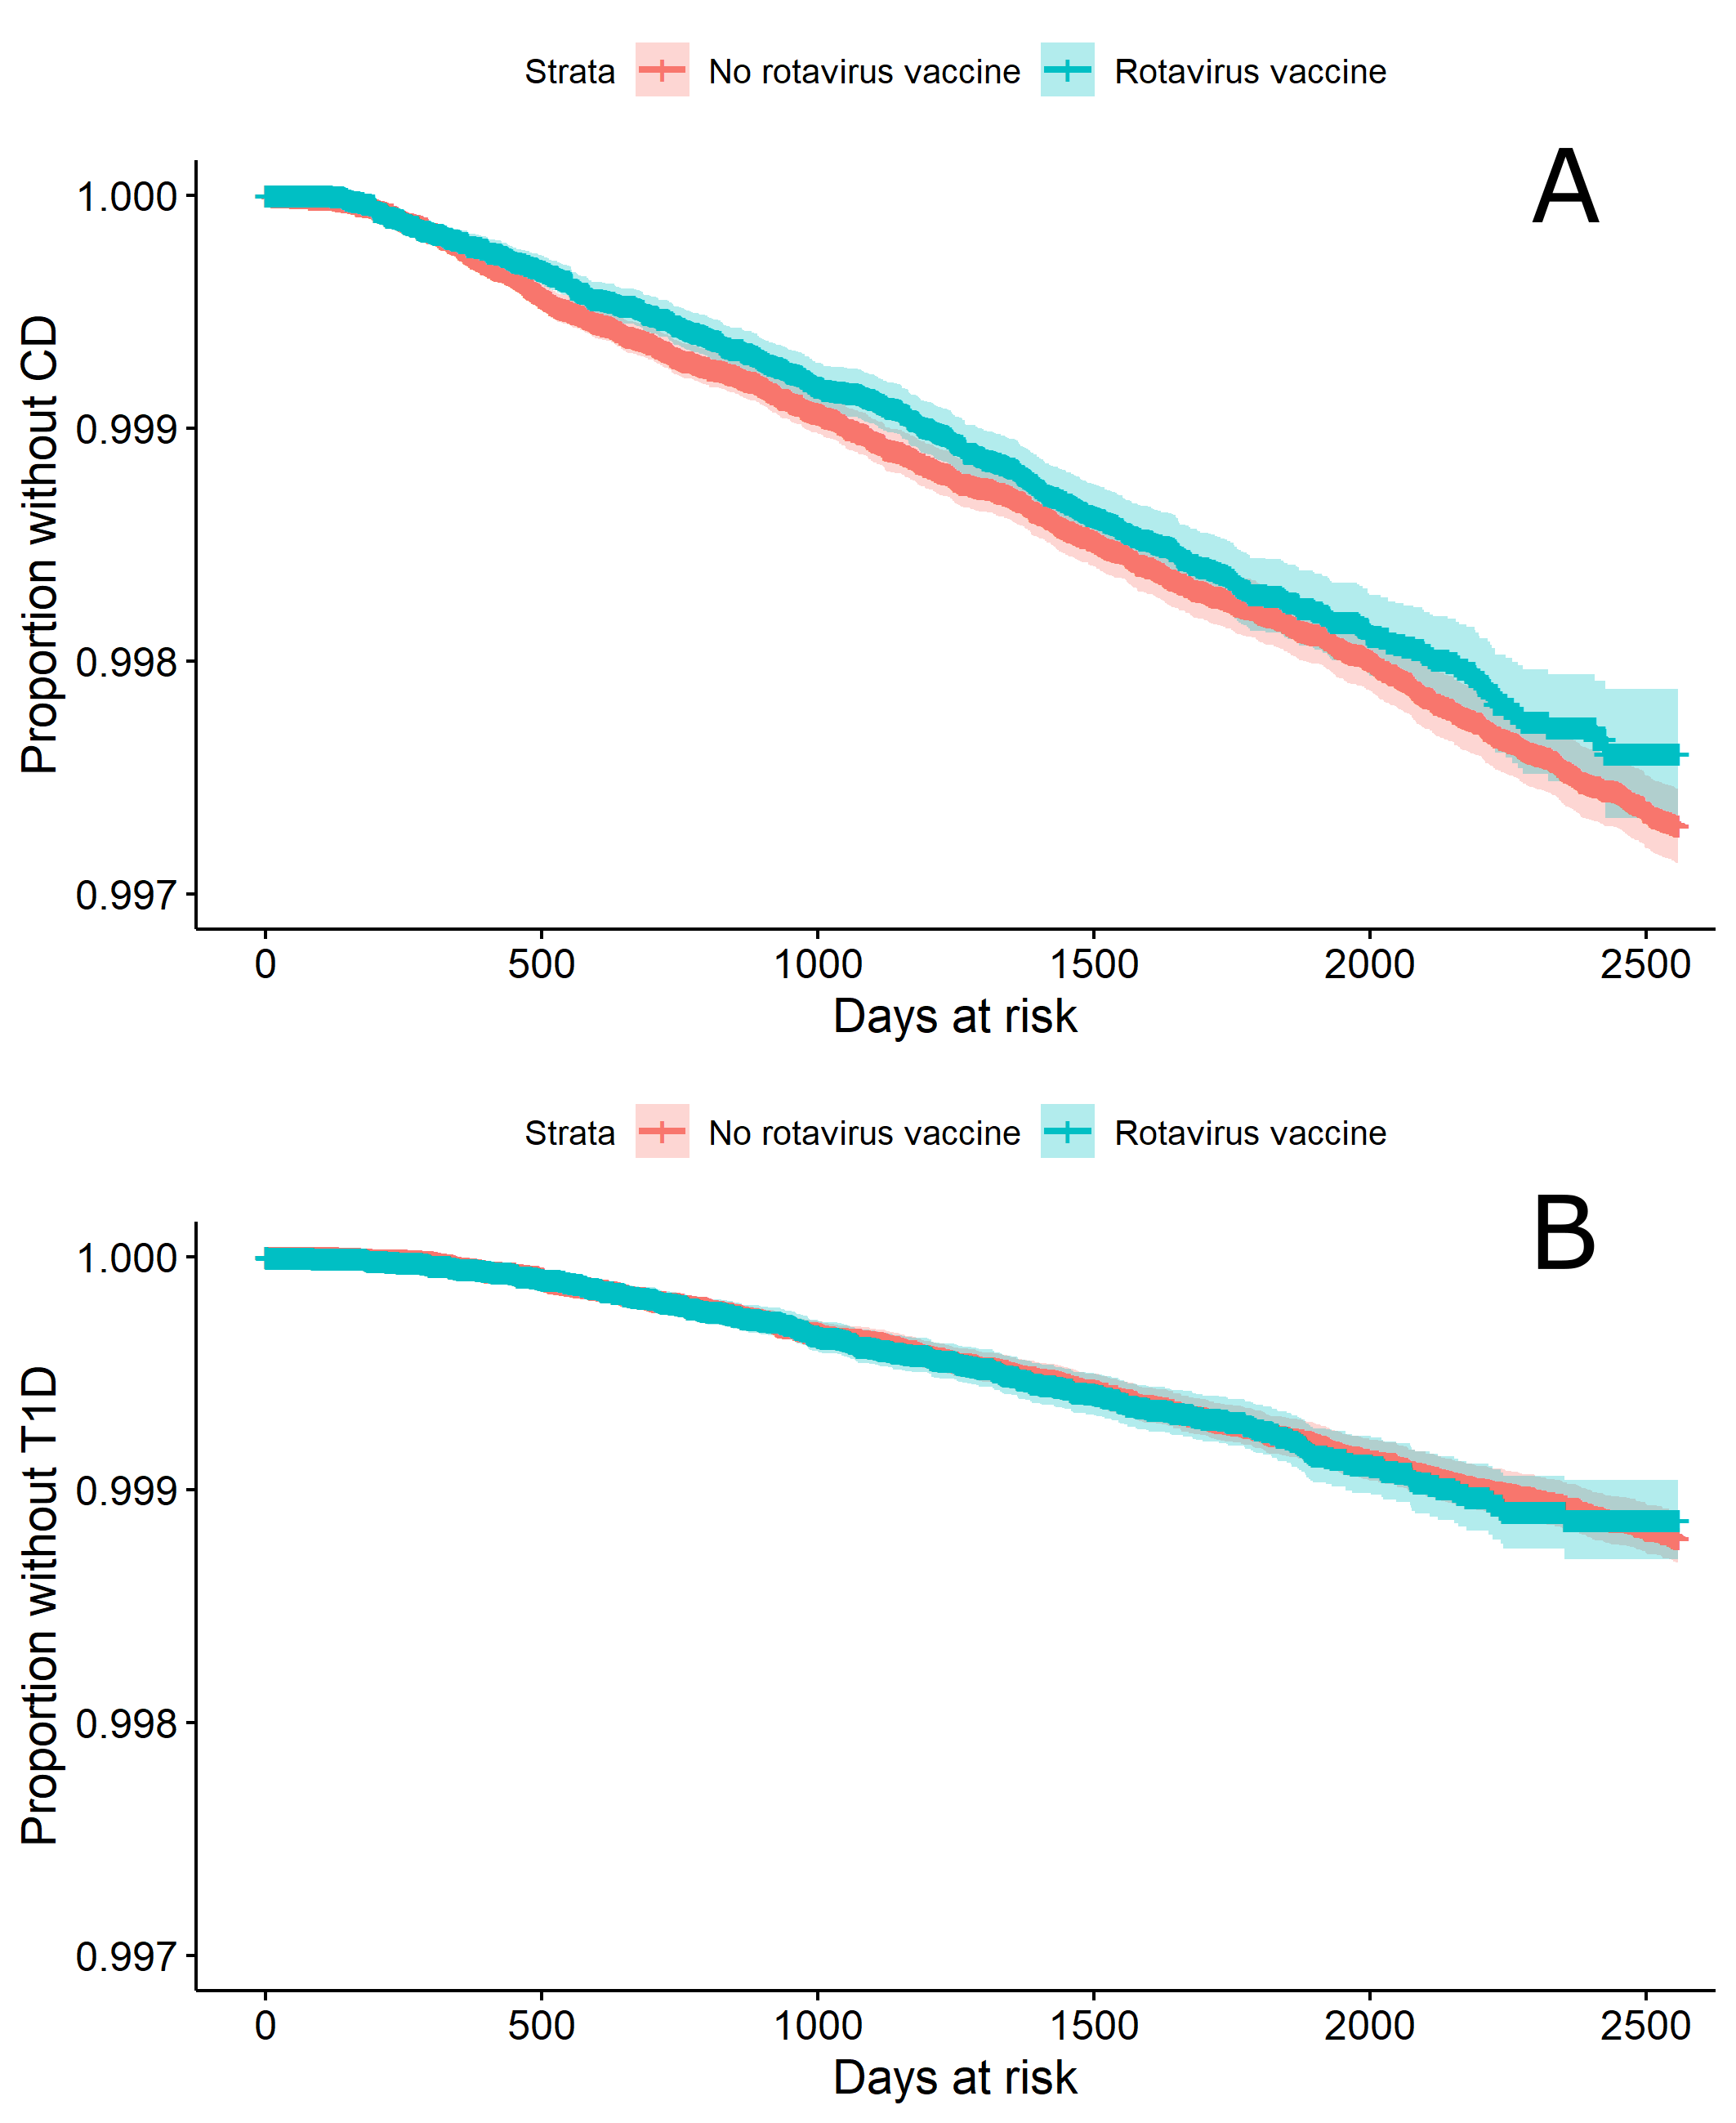 Strata No rotavirus vaccine Rotavirus vaccine
A
1.000
0.999
0.998
0.997
Proportion without CD
0 500 1000 1500 2000 2500
Days at risk
Strata No rotavirus vaccine Rotavirus vaccine
B
1.000
0.999
0.998
0.997
Proportion without T1D
0 500 1000 1500 2000 2500
Days at risk